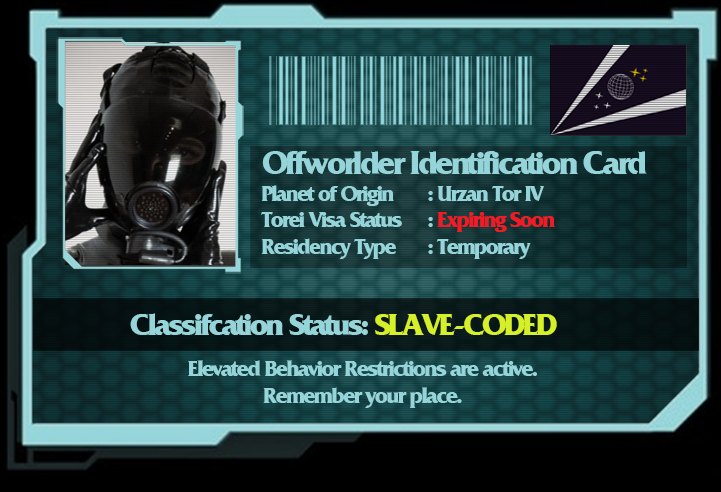 Offworlder Identification Card
Planet of Origin : Urzan Tor IV
Torei Visa Status : Expiring Soon
Residency Type : Temporary
Classifcation Status: SLAVE-CODED
Elevated Behavior Restrictions are active.
Remember your place.